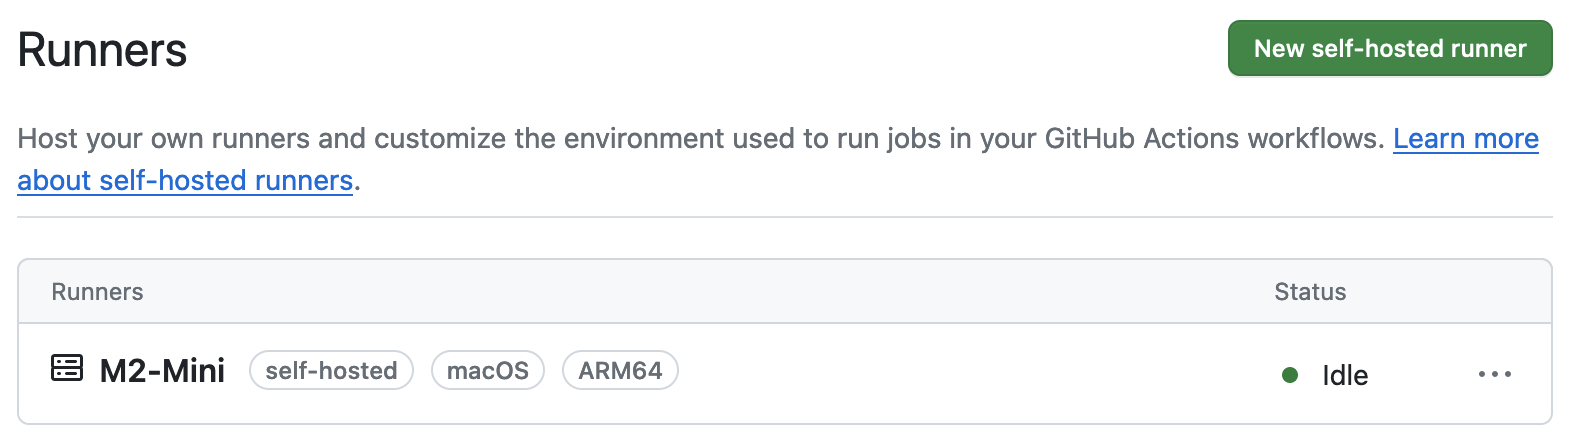 Runners
New self-hosted runner
Host your own runners and customize the environment used to run jobs in your GitHub Actions workflows. Learn more
about self-hosted runners.
Runners
Status
M2-Mini
self-hosted
macOS
ARM64
Idle